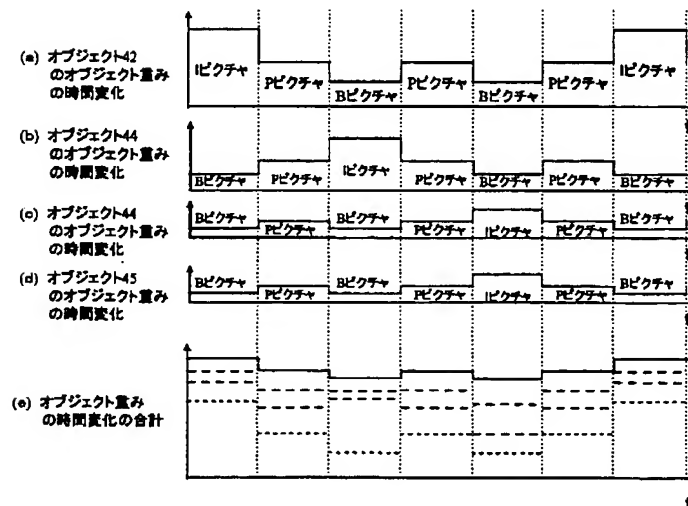 (a) オブジェクト42
のオブジェクト重み
の時間変化
Iピクチャ
Pピクチャ
Bピクチャ
Pピクチャ
Bピクチャ
Pピクチャ
Iピクチャ
(b) オブジェクト44
のオブジェクト重み
の時間変化
Bピクチャ
Pピクチャ
Iピクチャ
Pピクチャ
Bピクチャ
Pピクチャ
Bピクチャ
(c) オブジェクト44
のオブジェクト重み
の時間変化
Bピクチャ
Pピクチャ
Bピクチャ
Pピクチャ
Iピクチャ
Pピクチャ
Bピクチャ
(d) オブジェクト45
のオブジェクト重み
の時間変化
Bピクチャ
Pピクチャ
Bピクチャ
Pピクチャ
Iピクチャ
Pピクチャ
Bピクチャ
(e) オブジェクト重み
の時間変化の合計